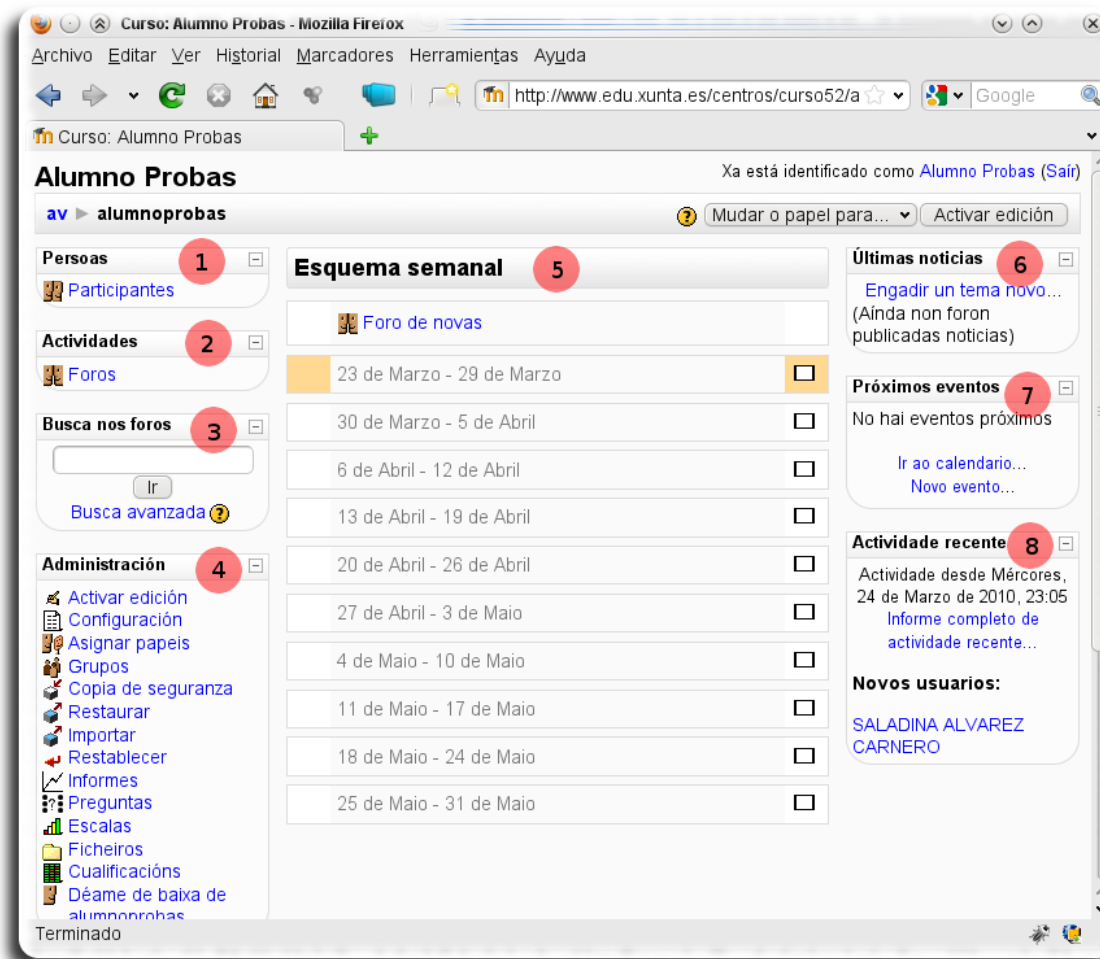 Curso: Alumno Probas - Mozilla Firefox
Archivo Editar Ver Historial Marcadores Herramientas Ayuda
http://www.edu.xunta.es/centros/curso52/a
Google
Curso: Alumno Probas
Alumno Probas
Xa está identificado como Alumno Probas (Saír)
av ► alumnoprobas
Mudar o papel para...
Activar edición
Persoas
1
Participantes
Actividades
2
Foros
Busca nos foros
3
Ir
Busca avanzada
Administración
4
Activar edición
Configuración
Asignar papeis
Grupos
Copia de seguranza
Restaurar
Importar
Restablecer
Informes
Preguntas
Escalas
Ficheiros
Cualificacións
Déame de baixa de
alumnoprobas
Esquema semanal
5
Foro de novas
23 de Marzo - 29 de Marzo
30 de Marzo - 5 de Abril
6 de Abril - 12 de Abril
13 de Abril - 19 de Abril
20 de Abril - 26 de Abril
27 de Abril - 3 de Maio
4 de Maio - 10 de Maio
11 de Maio - 17 de Maio
18 de Maio - 24 de Maio
25 de Maio - 31 de Maio
Últimas noticias
6
Engadir un tema novo...
(Aínda non foron
publicadas noticias)
Próximos eventos
7
No hai eventos próximos
Ir ao calendario...
Novo evento...
Actividade recente
8
Actividade desde Mércores,
24 de Marzo de 2010, 23:05
Informe completo de
actividade recente...
Novos usuarios:
SALADINA ALVAREZ
CARNERO
Terminado